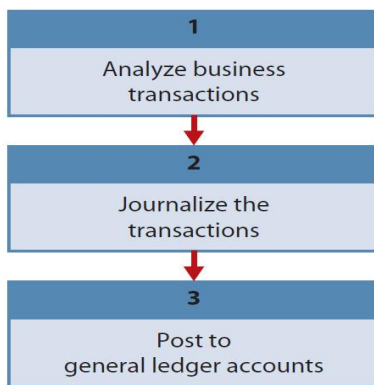 1
Analyze business
transactions
2
Journalize the
transactions
3
Post to
general ledger accounts